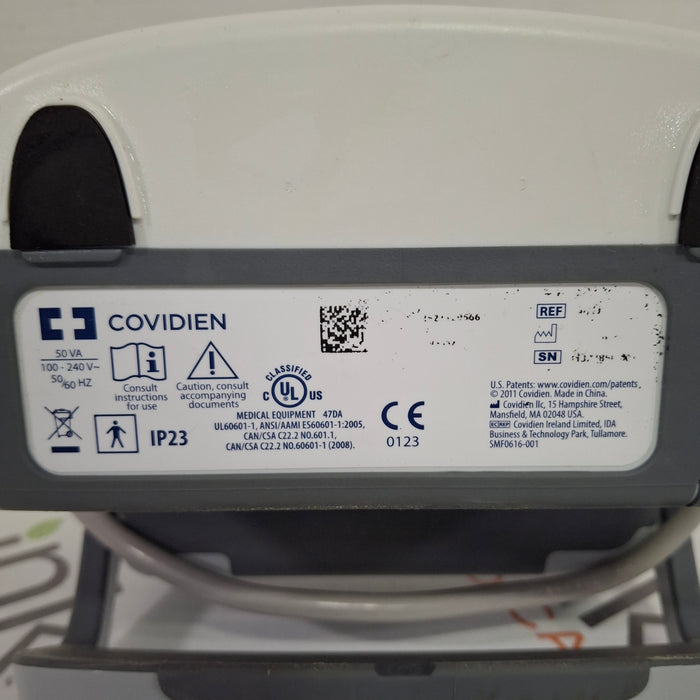 COVIDIEN
50 VA
100 - 240 V~
50/60 HZ
Consult
instructions
for use
Caution, consult
accompanying
documents
CLASSIFIED
C UL US
MEDICAL EQUIPMENT 47DA
UL60601-1, ANSI/AAMI ES60601-1:2005,
CAN/CSA C22.2 NO.601.1,
CAN/CSA C22.2 NO.60601-1 (2008).
IP23
CE
0123
REF
SN
U.S. Patents: www.covidien.com/patents
© 2011 Covidien. Made in China.
Covidien llc, 15 Hampshire Street,
Mansfield, MA 02048 USA.
EC REP Covidien Ireland Limited, IDA
Business & Technology Park, Tullamore.
SMF0616-001